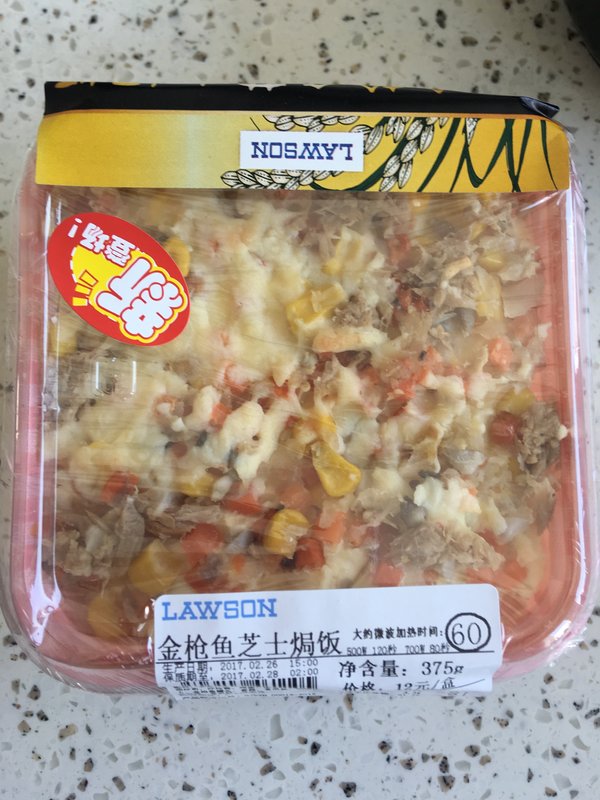 LAWSON
新
登场!
LAWSON
金枪鱼芝士焗饭
大约微波加热时间: 60
500W 120秒 700W 80秒
生产日期: 2017.02.26 15:00
保质期至: 2017.02.28 02:00
净含量: 375g
价格: 12元/盒